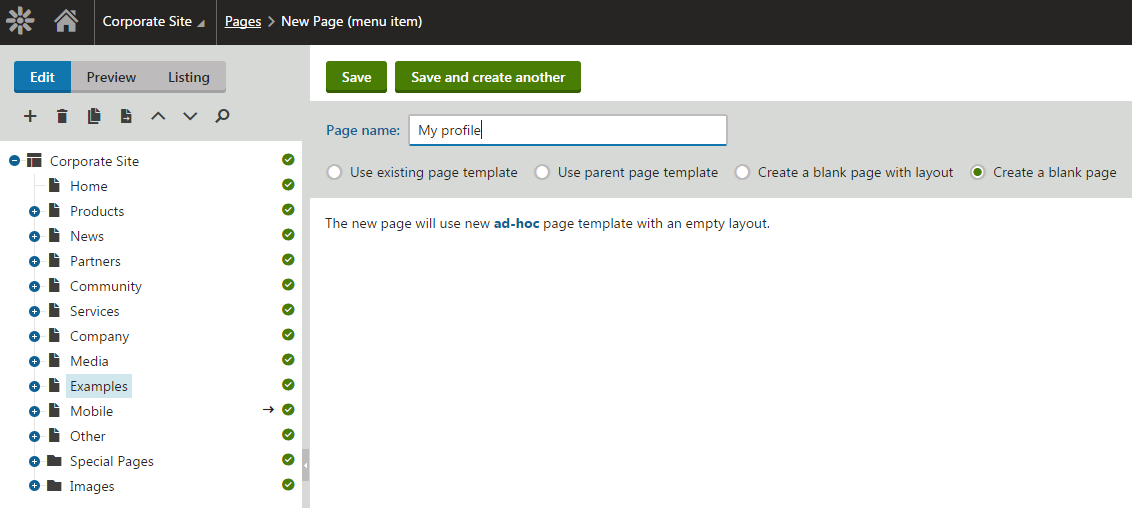 Corporate Site Pages > New Page (menu item)
Edit Preview Listing
Save Save and create another
Page name: My profile
Use existing page template Use parent page template Create a blank page with layout Create a blank page
The new page will use new ad-hoc page template with an empty layout.
Corporate Site
Home
Products
News
Partners
Community
Services
Company
Media
Examples
Mobile
Other
Special Pages
Images